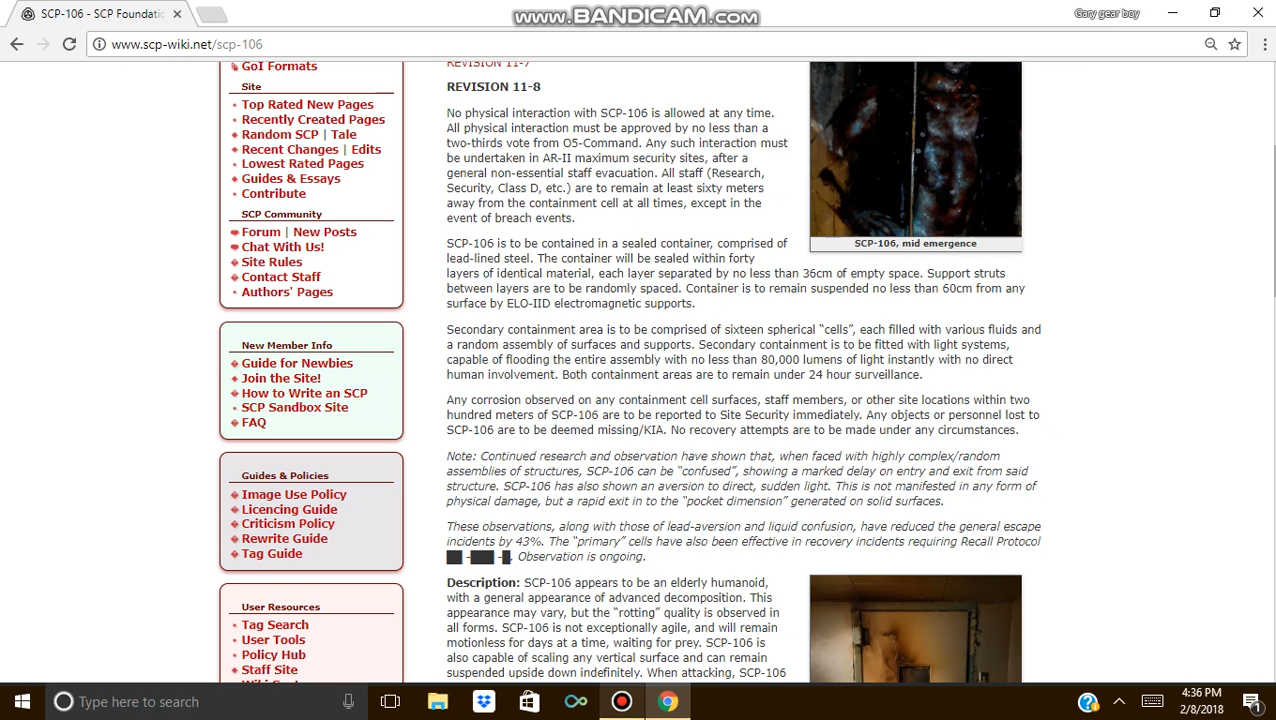 SCP-106 - SCP Foundatio
www.BANDICAM.com
Gary gear boy
www.scp-wiki.net/scp-106
GoI Formats
Site
Top Rated New Pages
Recently Created Pages
Random SCP | Tale
Recent Changes | Edits
Lowest Rated Pages
Guides & Essays
Contribute
SCP Community
Forum | New Posts
Chat With Us!
Site Rules
Contact Staff
Authors' Pages
New Member Info
Guide for Newbies
Join the Site!
How to Write an SCP
SCP Sandbox Site
FAQ
Guides & Policies
Image Use Policy
Licencing Guide
Criticism Policy
Rewrite Guide
Tag Guide
User Resources
Tag Search
User Tools
Policy Hub
Staff Site
REVISION 11-7
REVISION 11-8
No physical interaction with SCP-106 is allowed at any time.
All physical interaction must be approved by no less than a
two-thirds vote from O5-Command. Any such interaction must
be undertaken in AR-II maximum security sites, after a
general non-essential staff evacuation. All staff (Research,
Security, Class D, etc.) are to remain at least sixty meters
away from the containment cell at all times, except in the
event of breach events.
SCP-106, mid emergence
SCP-106 is to be contained in a sealed container, comprised of
lead-lined steel. The container will be sealed within forty
layers of identical material, each layer separated by no less than 36cm of empty space. Support struts
between layers are to be randomly spaced. Container is to remain suspended no less than 60cm from any
surface by ELO-IID electromagnetic supports.
Secondary containment area is to be comprised of sixteen spherical “cells”, each filled with various fluids and
a random assembly of surfaces and supports. Secondary containment is to be fitted with light systems,
capable of flooding the entire assembly with no less than 80,000 lumens of light instantly with no direct
human involvement. Both containment areas are to remain under 24 hour surveillance.
Any corrosion observed on any containment cell surfaces, staff members, or other site locations within two
hundred meters of SCP-106 are to be reported to Site Security immediately. Any objects or personnel lost to
SCP-106 are to be deemed missing/KIA. No recovery attempts are to be made under any circumstances.
Note: Continued research and observation have shown that, when faced with highly complex/random
assemblies of structures, SCP-106 can be “confused”, showing a marked delay on entry and exit from said
structure. SCP-106 has also shown an aversion to direct, sudden light. This is not manifested in any form of
physical damage, but a rapid exit in to the “pocket dimension” generated on solid surfaces.
These observations, along with those of lead-aversion and liquid confusion, have reduced the general escape
incidents by 43%. The “primary” cells have also been effective in recovery incidents requiring Recall Protocol
██ -███ -█. Observation is ongoing.
Description: SCP-106 appears to be an elderly humanoid,
with a general appearance of advanced decomposition. This
appearance may vary, but the “rotting” quality is observed in
all forms. SCP-106 is not exceptionally agile, and will remain
motionless for days at a time, waiting for prey. SCP-106 is
also capable of scaling any vertical surface and can remain
suspended upside down indefinitely. When attacking, SCP-106
Type here to search
4:36 PM
2/8/2018
1